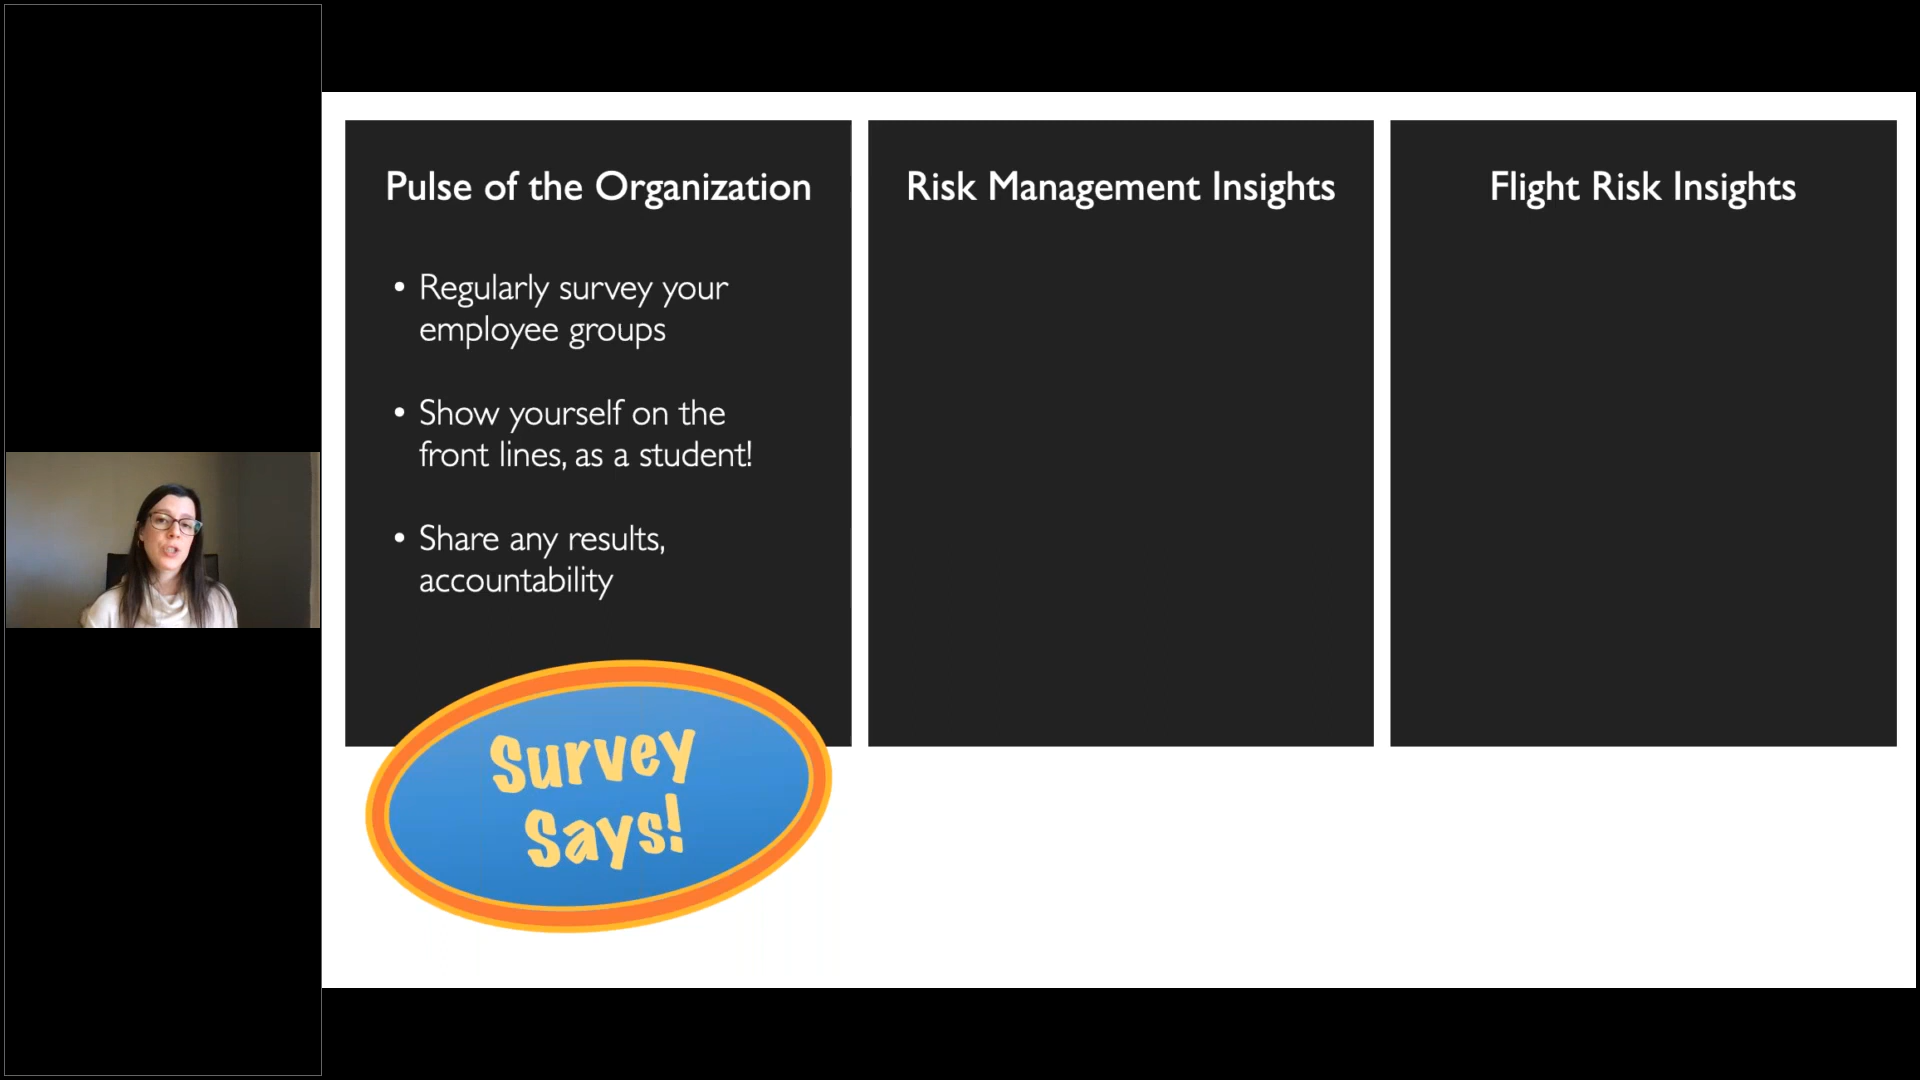 Pulse of the Organization
• Regularly survey your
employee groups
• Show yourself on the
front lines, as a student!
• Share any results,
accountability
Survey
Says!
Risk Management Insights
Flight Risk Insights